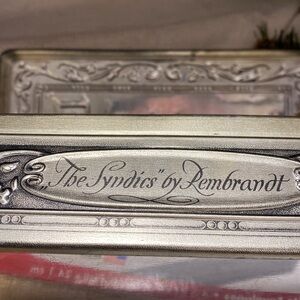 „The Syndics” by Rembrandt